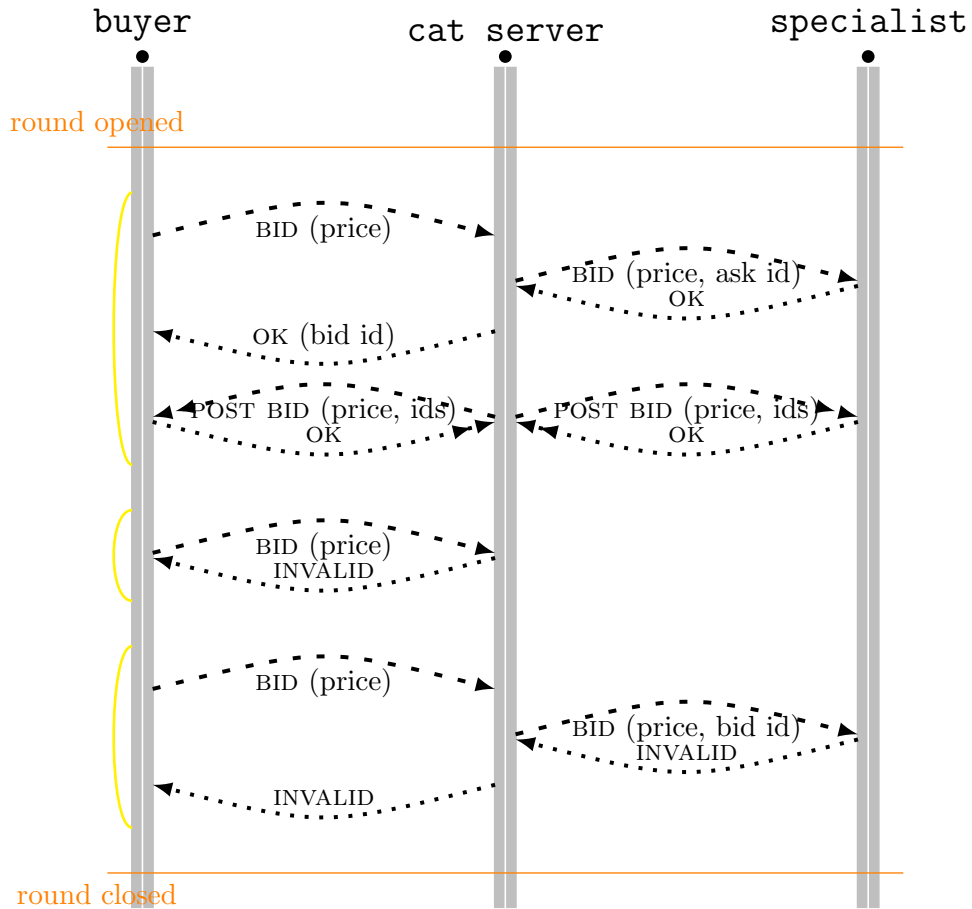 buyer
cat server
specialist
round opened
BID (price)
BID (price, ask id)
OK
OK (bid id)
POST BID (price, ids)
OK
POST BID (price, ids)
OK
BID (price)
INVALID
BID (price)
BID (price, bid id)
INVALID
INVALID
round closed